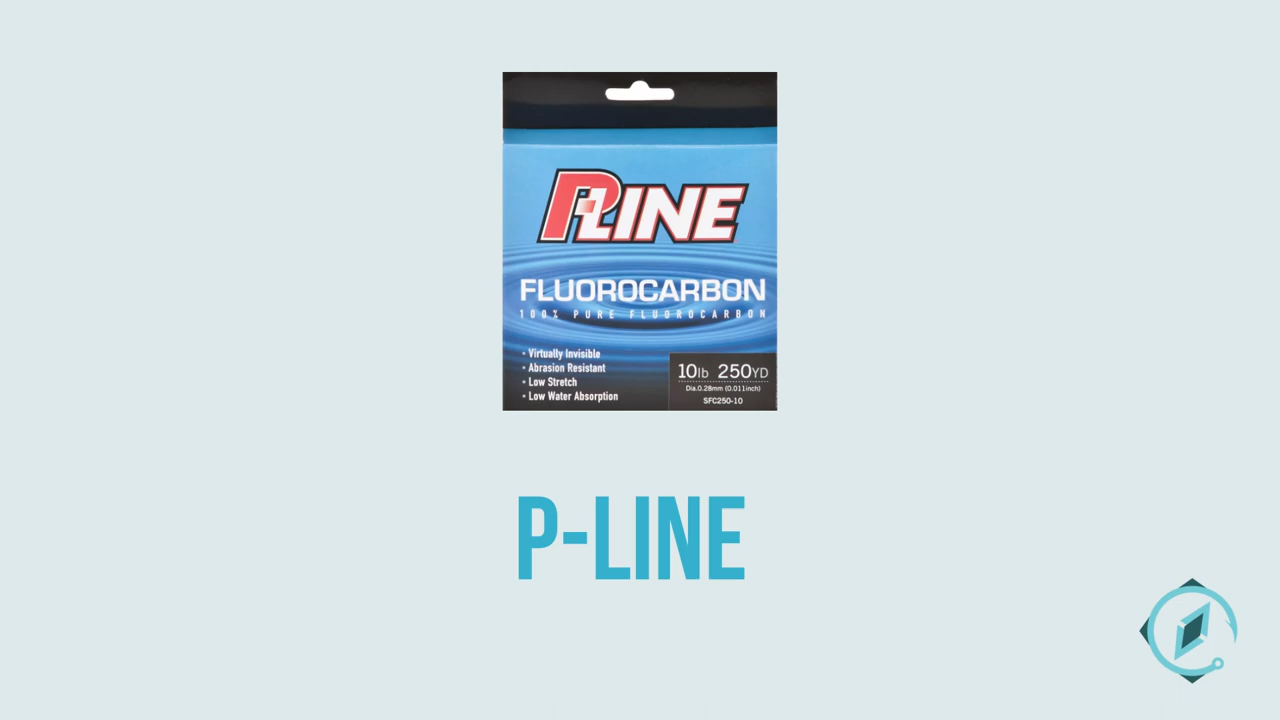 P-LINE
FLUOROCARBON
100% PURE FLUOROCARBON
• Virtually Invisible
• Abrasion Resistant
• Low Stretch
• Low Water Absorption
10lb 250YD
Dia.0.28mm (0.011inch)
SFC250-10
P-LINE